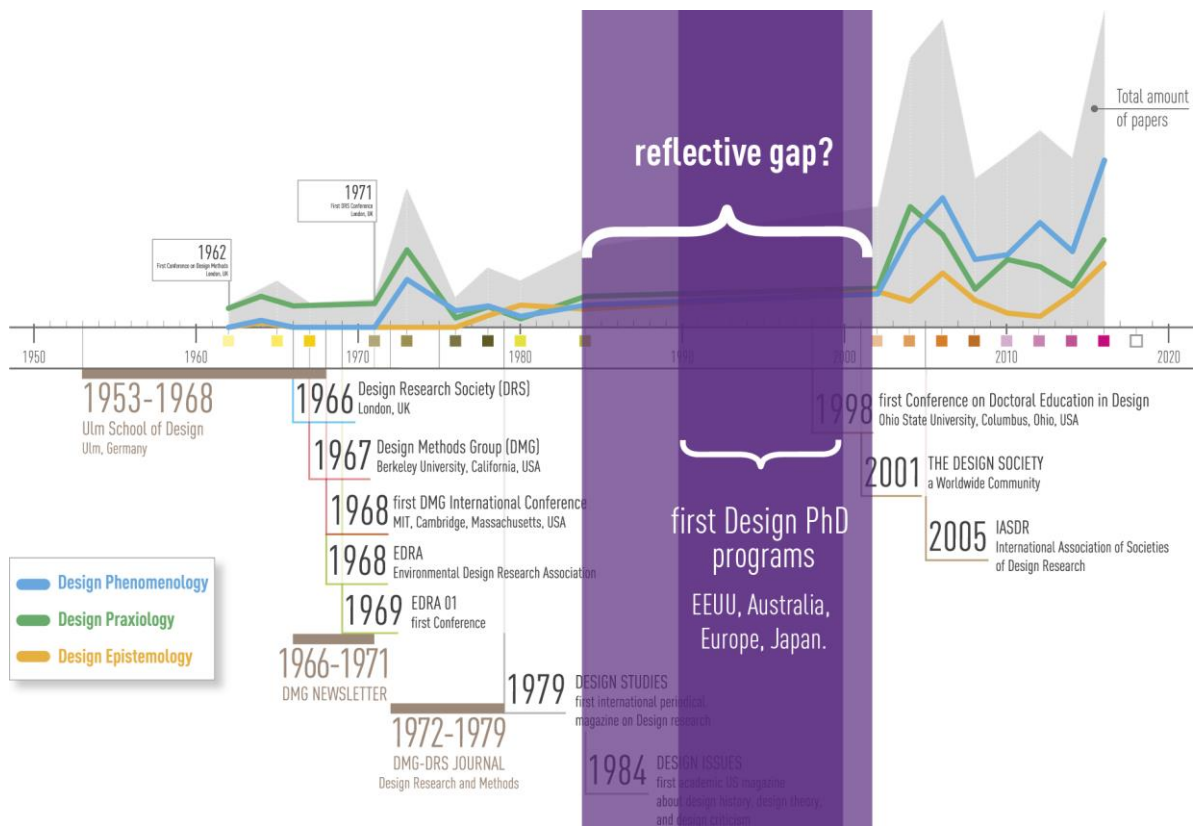 Total amount
of papers
reflective gap?
1971
First DRS Conference
London, UK
1962
First Conference on Design Methods
London, UK
1950
1960
1970
1980
1990
2000
2010
2020
1953-1968
Ulm School of Design
Ulm, Germany
1966
Design Research Society (DRS)
London, UK
1967
Design Methods Group (DMG)
Berkeley University, California, USA
1968
first DMG International Conference
MIT, Cambridge, Massachusetts, USA
1968
EDRA
Environmental Design Research Association
1969
EDRA 01
first Conference
1966-1971
DMG NEWSLETTER
1972-1979
DMG-DRS JOURNAL
Design Research and Methods
1979
DESIGN STUDIES
first international periodical
magazine on Design research
1984
DESIGN ISSUES
first academic US magazine
about design history, design theory,
and design criticism
first Design PhD
programs
EEUU, Australia,
Europe, Japan.
1998
first Conference on Doctoral Education in Design
Ohio State University, Columbus, Ohio, USA
2001
THE DESIGN SOCIETY
a Worldwide Community
2005
IASDR
International Association of Societies
of Design Research
Design Phenomenology
Design Praxiology
Design Epistemology